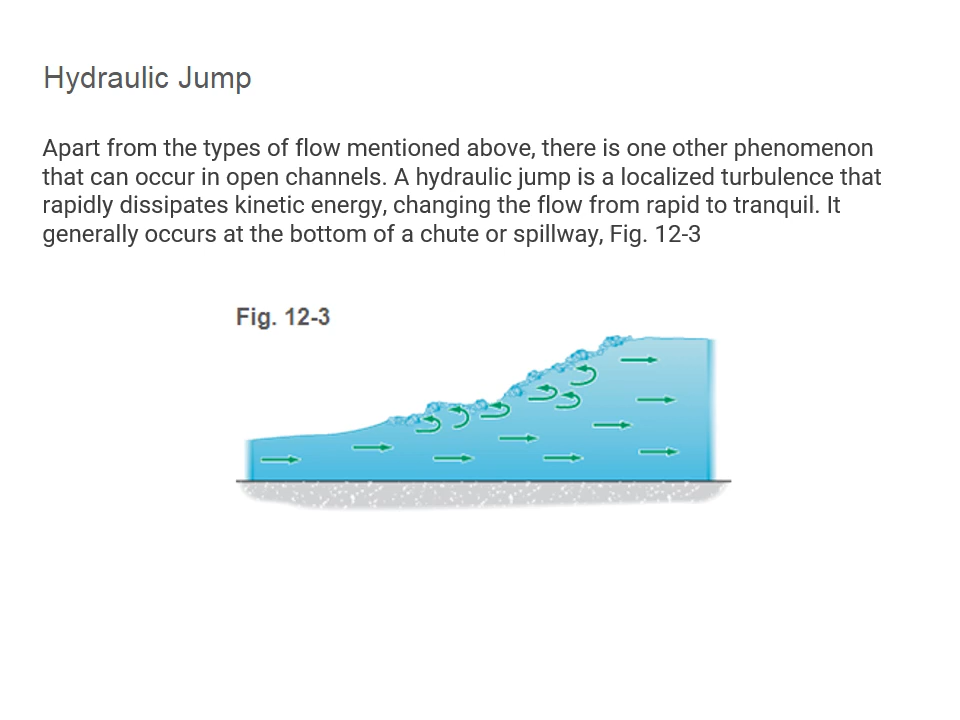 Hydraulic Jump
Apart from the types of flow mentioned above, there is one other phenomenon
that can occur in open channels. A hydraulic jump is a localized turbulence that
rapidly dissipates kinetic energy, changing the flow from rapid to tranquil. It
generally occurs at the bottom of a chute or spillway, Fig. 12-3
Fig. 12-3